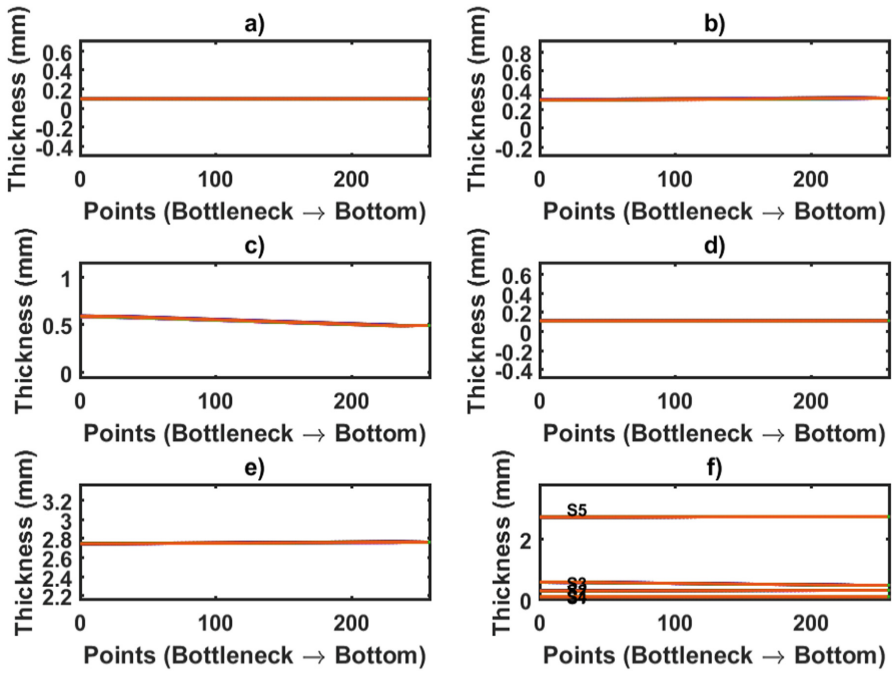 a)
Thickness (mm)
0.6
0.4
0.2
0
-0.2
-0.4
0 100 200
Points (Bottleneck → Bottom)
b)
Thickness (mm)
0.8
0.6
0.4
0.2
0
-0.2
0 100 200
Points (Bottleneck → Bottom)
c)
Thickness (mm)
1
0.5
0
0 100 200
Points (Bottleneck → Bottom)
d)
Thickness (mm)
0.6
0.4
0.2
0
-0.2
-0.4
0 100 200
Points (Bottleneck → Bottom)
e)
Thickness (mm)
3.2
3
2.8
2.6
2.4
2.2
0 100 200
Points (Bottleneck → Bottom)
f)
Thickness (mm)
2
0
S5
S3
S4
0 100 200
Points (Bottleneck → Bottom)